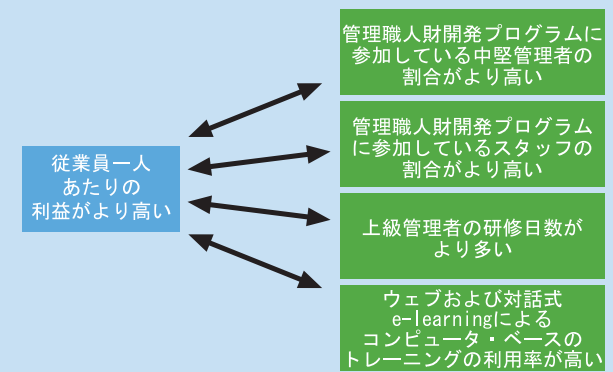 管理職人財開発プログラムに
参加している中堅管理者の
割合がより高い
管理職人財開発プログラム
に参加しているスタッフの
割合がより高い
従業員一人
あたりの
利益がより高い
上級管理者の研修日数が
より多い
ウェブおよび対話式
e-learningによる
コンピュータ・ベースの
トレーニングの利用率が高い